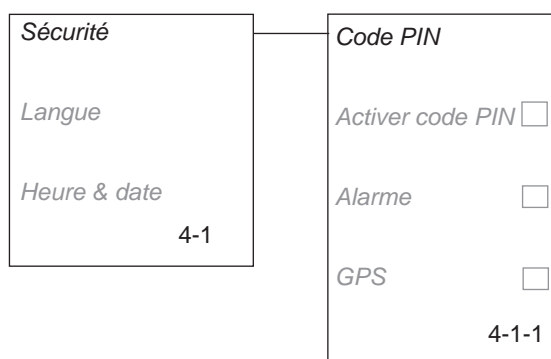 Sécurité
Langue
Heure & date
4-1
Code PIN
Activer code PIN
Alarme
GPS
4-1-1